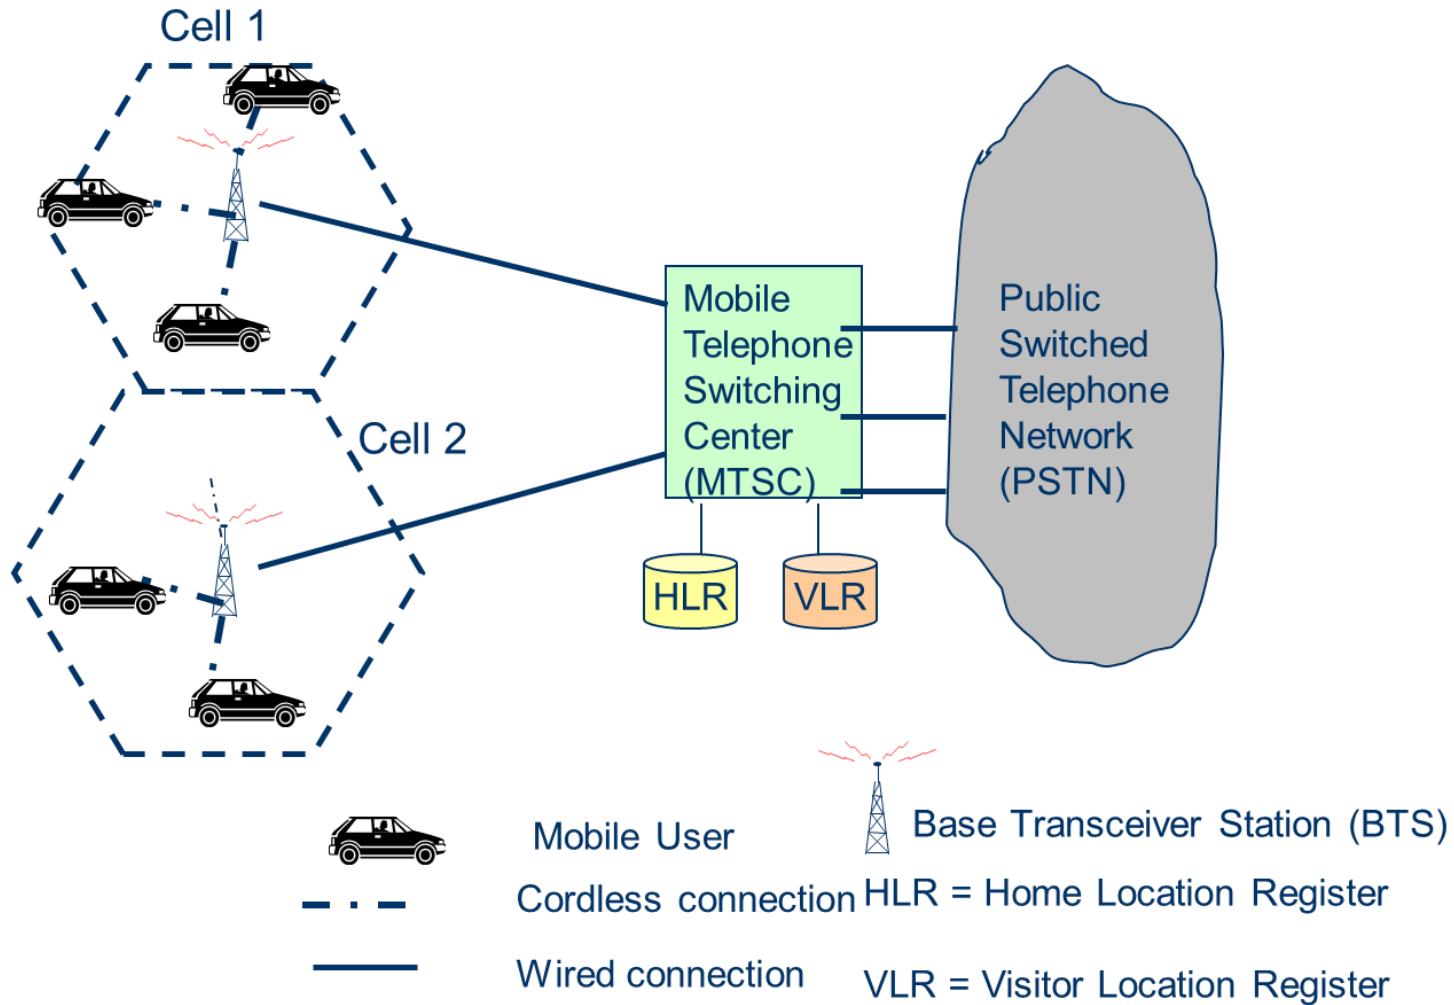 Cell 1
Mobile
Telephone
Switching
Center
(MTSC)
Public
Switched
Telephone
Network
(PSTN)
Cell 2
HLR
VLR
Mobile User
Base Transceiver Station (BTS)
Cordless connection
HLR = Home Location Register
Wired connection
VLR = Visitor Location Register